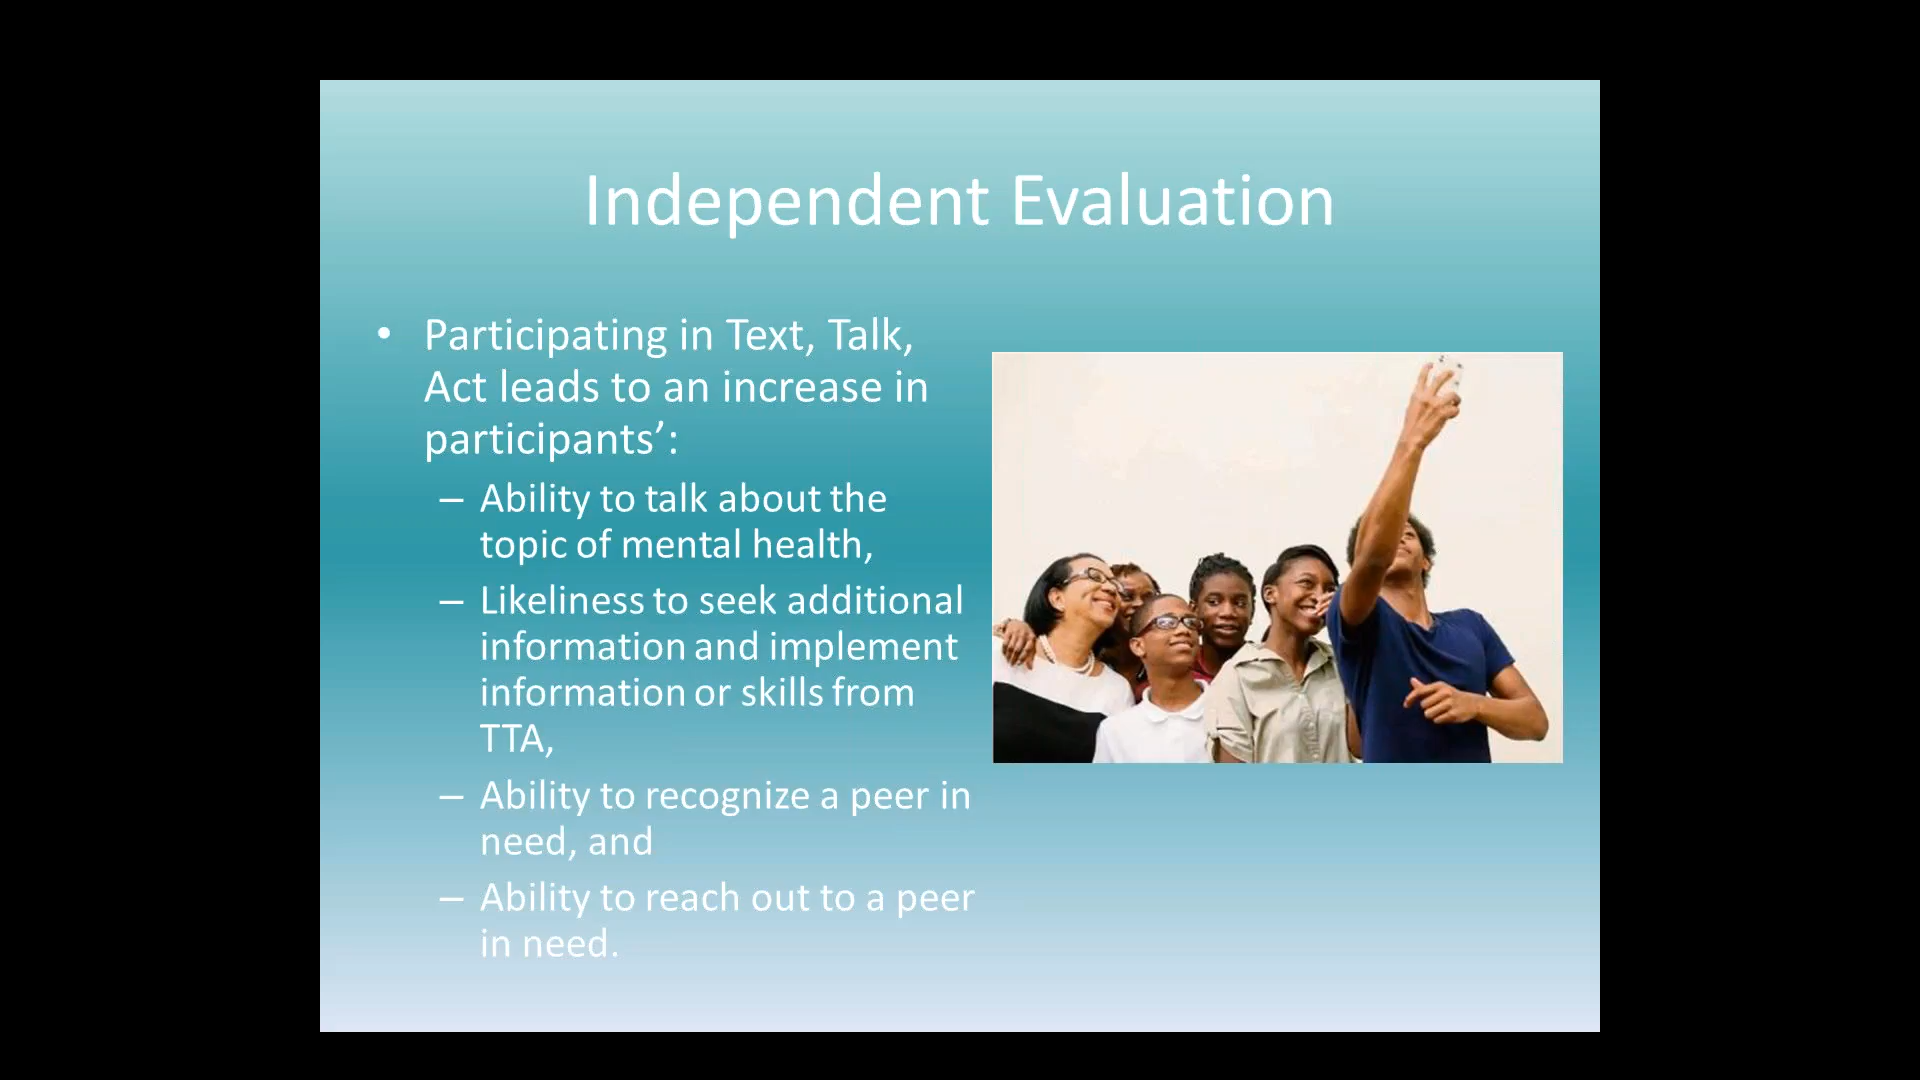 Independent Evaluation
• Participating in Text, Talk,
Act leads to an increase in
participants’:
– Ability to talk about the
topic of mental health,
– Likeliness to seek additional
information and implement
information or skills from
TTA,
– Ability to recognize a peer in
need, and
– Ability to reach out to a peer
in need.